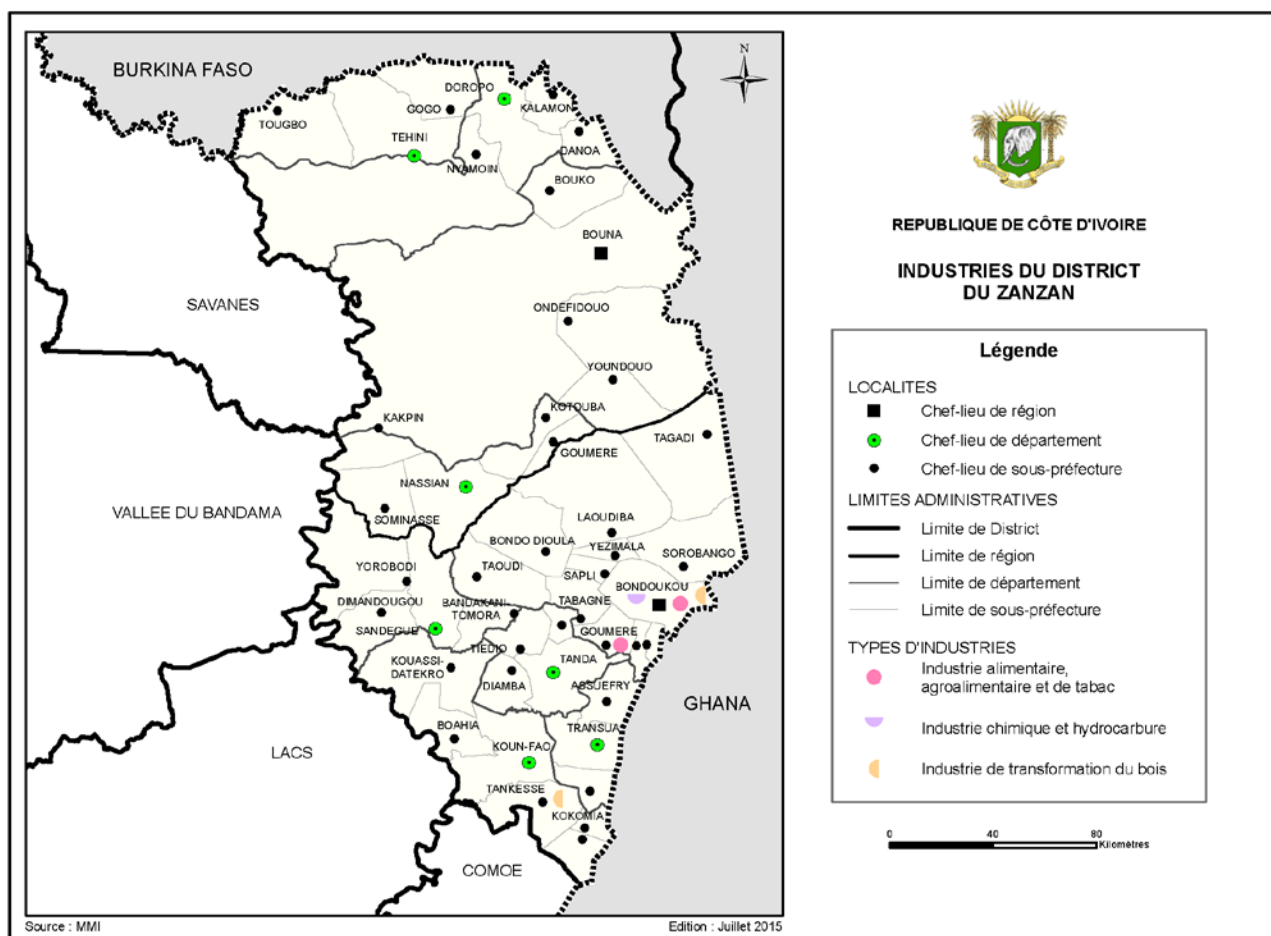 BURKINA FASO
N
DOROPO
GOGO
KALAMON
TOUGBO
TEHINI
DANOA
NYAMOIN
BOUKO
BOUNA
SAVANES
ONDEFIDOUO
YOUNDOUO
KAKPIN
KOTOUBA
TAGADI
GOUMERE
NASSIAN
VALLEE DU BANDAMA
SOMINASSE
LAOUDIBA
BONDO DIOULA
YEZIMALA
SOROBANGO
YOROBODI
TAOUDI
SAPLI
BONDOUKOU
DIMANDOUGOU
BANDAKANI-
TOMORA
TABAGNE
SANDEGUE
GOUMERE
TIEDIO
KOUASSI-
DATEKRO
TANDA
DIAMBA
ASSUEFRY
GHANA
BOAHIA
TRANSUA
KOUN-FAO
LACS
TANKESSE
KOKOMIA
COMOE
Source : MMI
Edition : Juillet 2015
REPUBLIQUE DE CÔTE D'IVOIRE
INDUSTRIES DU DISTRICT
DU ZANZAN
Légende
LOCALITES
Chef-lieu de région
Chef-lieu de département
Chef-lieu de sous-préfecture
LIMITES ADMINISTRATIVES
Limite de District
Limite de région
Limite de département
Limite de sous-préfecture
TYPES D'INDUSTRIES
Industrie alimentaire,
agroalimentaire et de tabac
Industrie chimique et hydrocarbure
Industrie de transformation du bois
0 40 80
Kilomètres